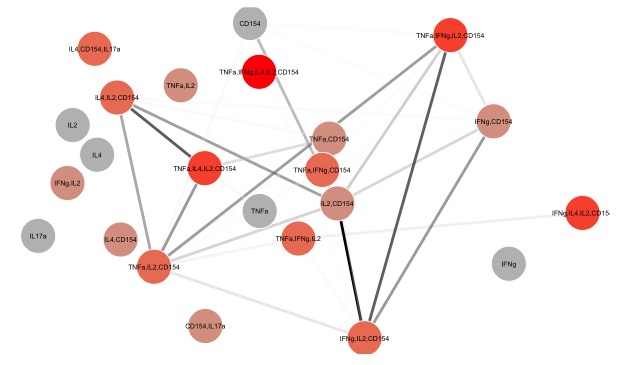 CD154
TNFa,IFNg,IL2,CD154
IL4,CD154,IL17a
TNFa,IFNg,IL4,IL2,CD154
TNFa,IL2
IL4,IL2,CD154
IFNg,CD154
IL2
TNFa,CD154
IL4
TNFa,IL4,IL2,CD154
TNFa,IFNg,CD154
IFNg,IL2
IL2,CD154
TNFa
IFNg,IL4,IL2,CD15
IL17a
IL4,CD154
TNFa,IFNg,IL2
IFNg
TNFa,IL2,CD154
CD154,IL17a
IFNg,IL2,CD154